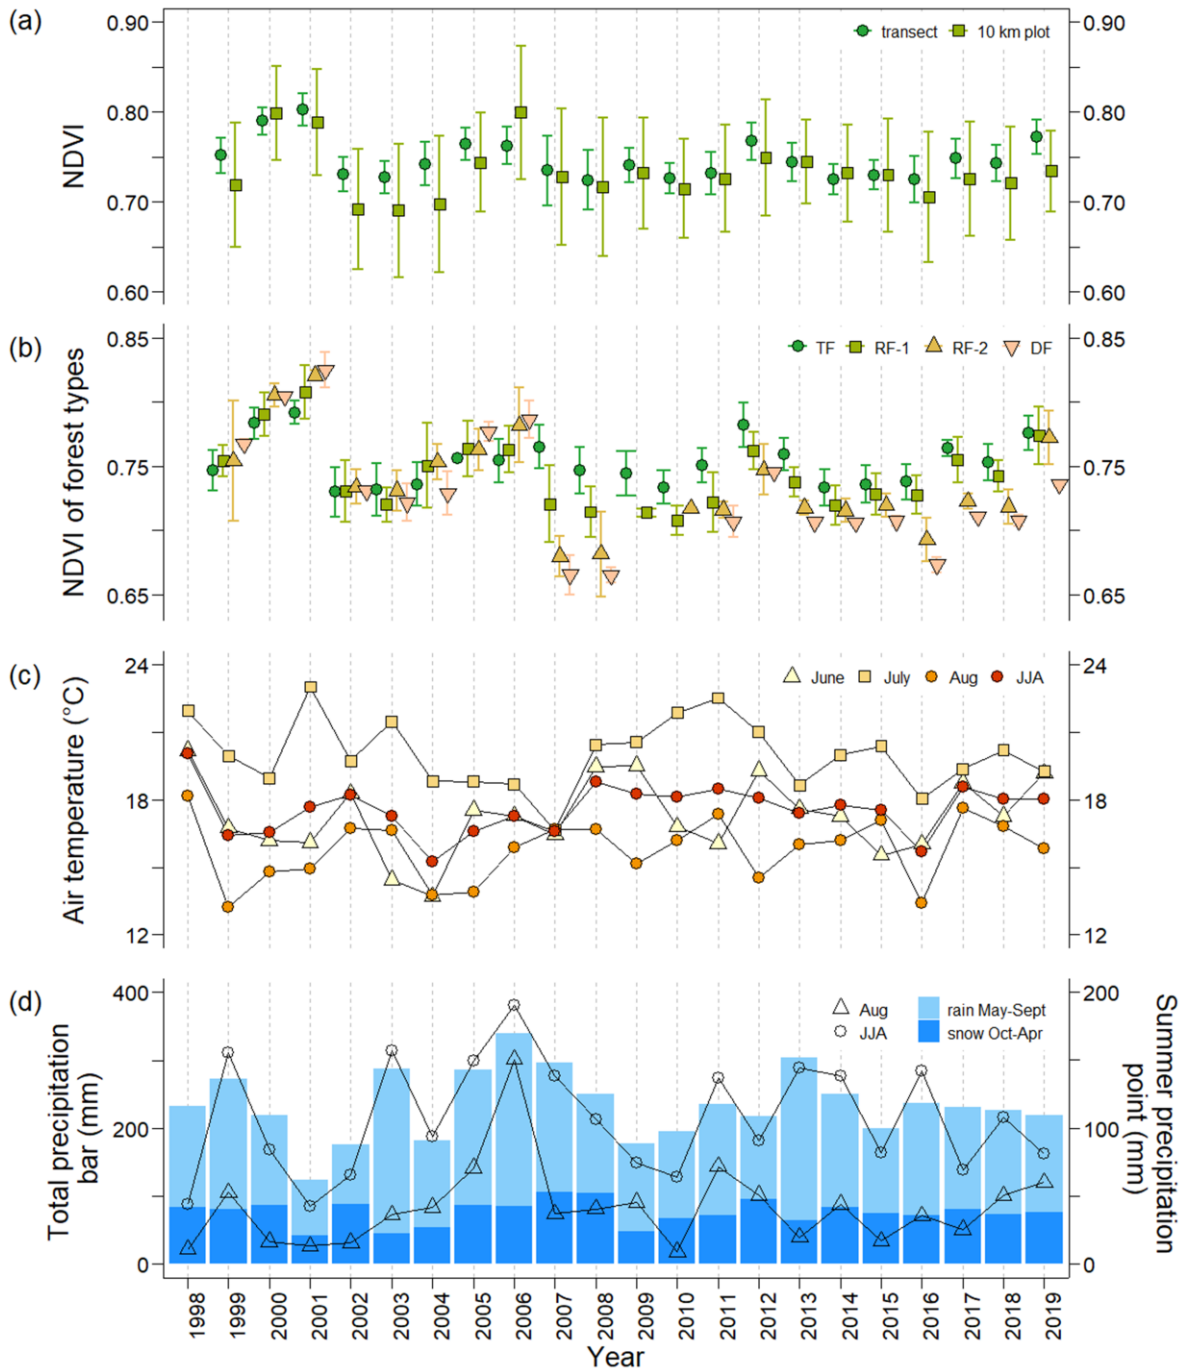 (a)
NDVI
0.90
0.80
0.70
0.60
transect
10 km plot
0.90
0.80
0.70
0.60
(b)
NDVI of forest types
0.85
0.75
0.65
TF
RF-1
RF-2
DF
0.85
0.75
0.65
(c)
Air temperature (°C)
24
18
12
June
July
Aug
JJA
24
18
12
(d)
Total precipitation
bar (mm)
400
200
0
Aug
JJA
rain May-Sept
snow Oct-Apr
200
100
0
Summer precipitation
point (mm)
1998
1999
2000
2001
2002
2003
2004
2005
2006
2007
2008
2009
2010
2011
2012
2013
2014
2015
2016
2017
2018
2019
Year